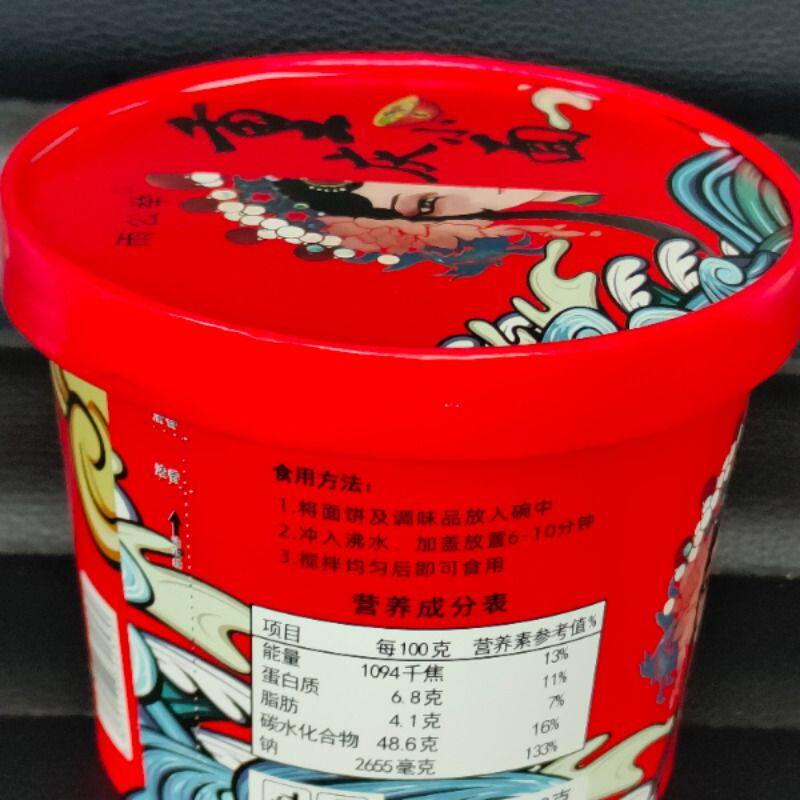 重庆小面
食用方法：
1.将面饼及调味品放入碗中
2.冲入沸水、加盖放置6-10分钟
3.搅拌均匀后即可食用
营养成分表
项目 每100克 营养素参考值%
能量 1094千焦 13%
蛋白质 6.8克 11%
脂肪 4.1克 7%
碳水化合物 48.6克 16%
钠 2655毫克 133%